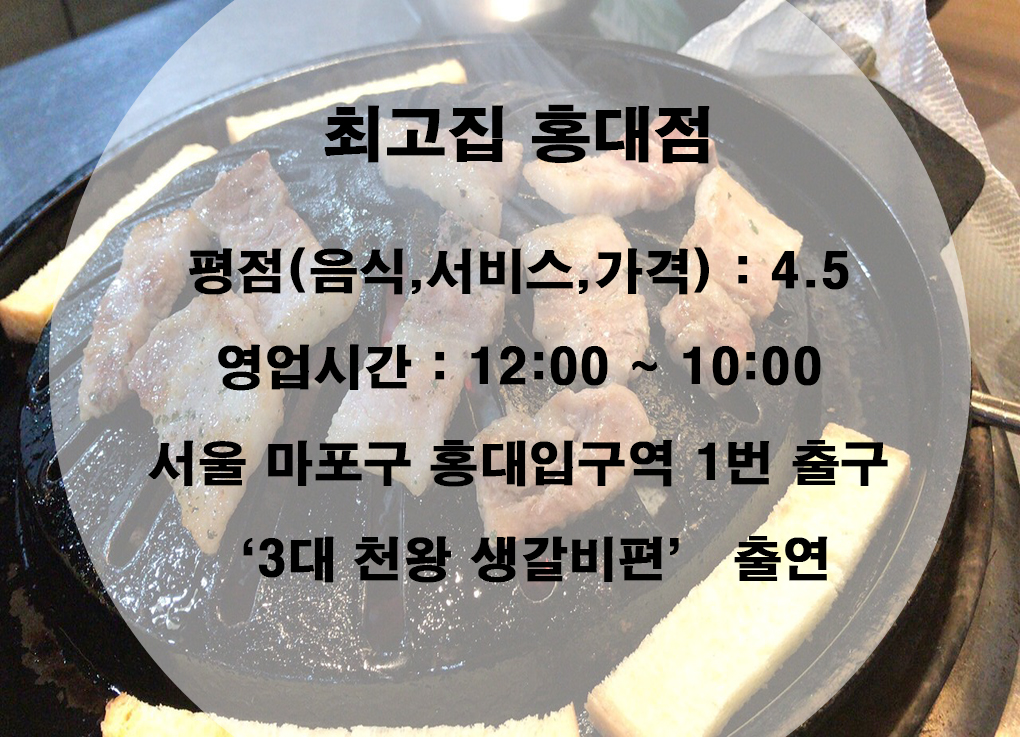 최고집 홍대점
평점(음식,서비스,가격) : 4.5
영업시간 : 12:00 ~ 10:00
서울 마포구 홍대입구역 1번 출구
‘3대 천왕 생갈비편’ 출연